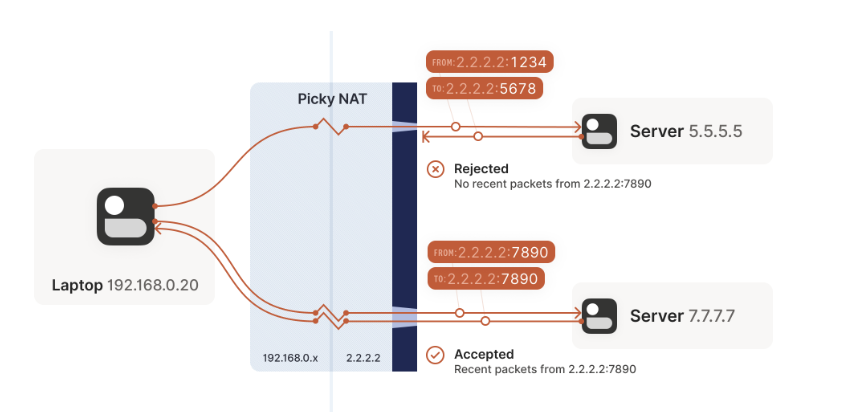 Picky NAT
FROM:2.2.2.2:1234
TO:2.2.2.2:5678
Server 5.5.5.5
Rejected
No recent packets from 2.2.2.2:7890
Laptop 192.168.0.20
FROM:2.2.2.2:7890
TO:2.2.2.2:7890
Server 7.7.7.7
192.168.0.x 2.2.2.2
Accepted
Recent packets from 2.2.2.2:7890